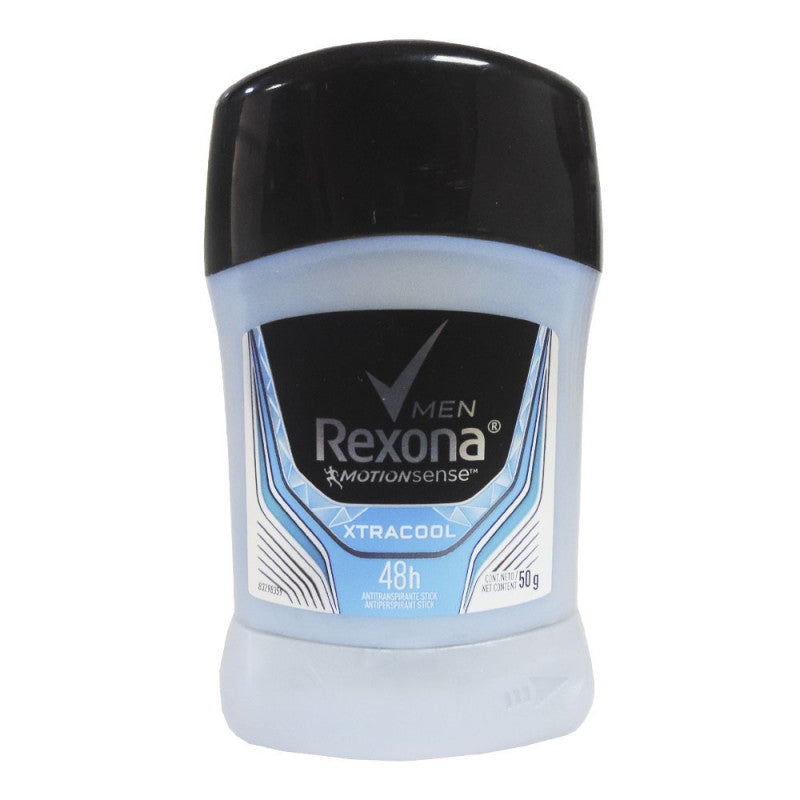 MEN
Rexona®
MOTIONsense™
XTRACOOL
48h
ANTITRANSPIRANTE STICK
ANTIPERSPIRANT STICK
CONT. NETO/
NET CONTENT 50 g